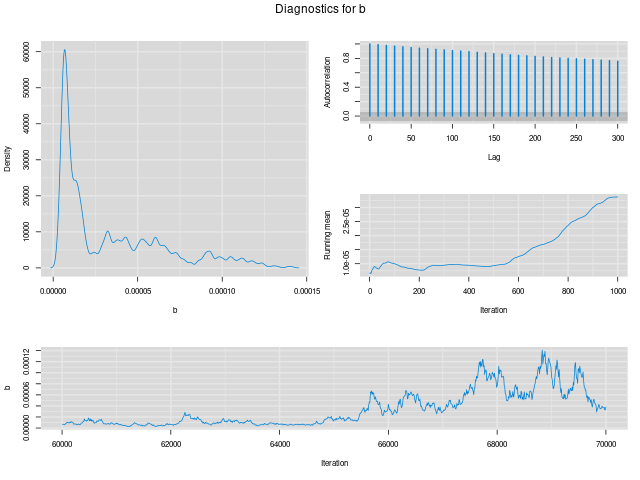 Diagnostics for b
Density
0 10000 20000 30000 40000 50000 60000
0.00000 0.00005 0.00010 0.00015
b
Autocorrelation
0.0 0.4 0.8
0 50 100 150 200 250 300
Lag
Running mean
1.0e-05 2.5e-05
0 200 400 600 800 1000
Iteration
b
0.00000 0.00006 0.00012
60000 62000 64000 66000 68000 70000
Iteration